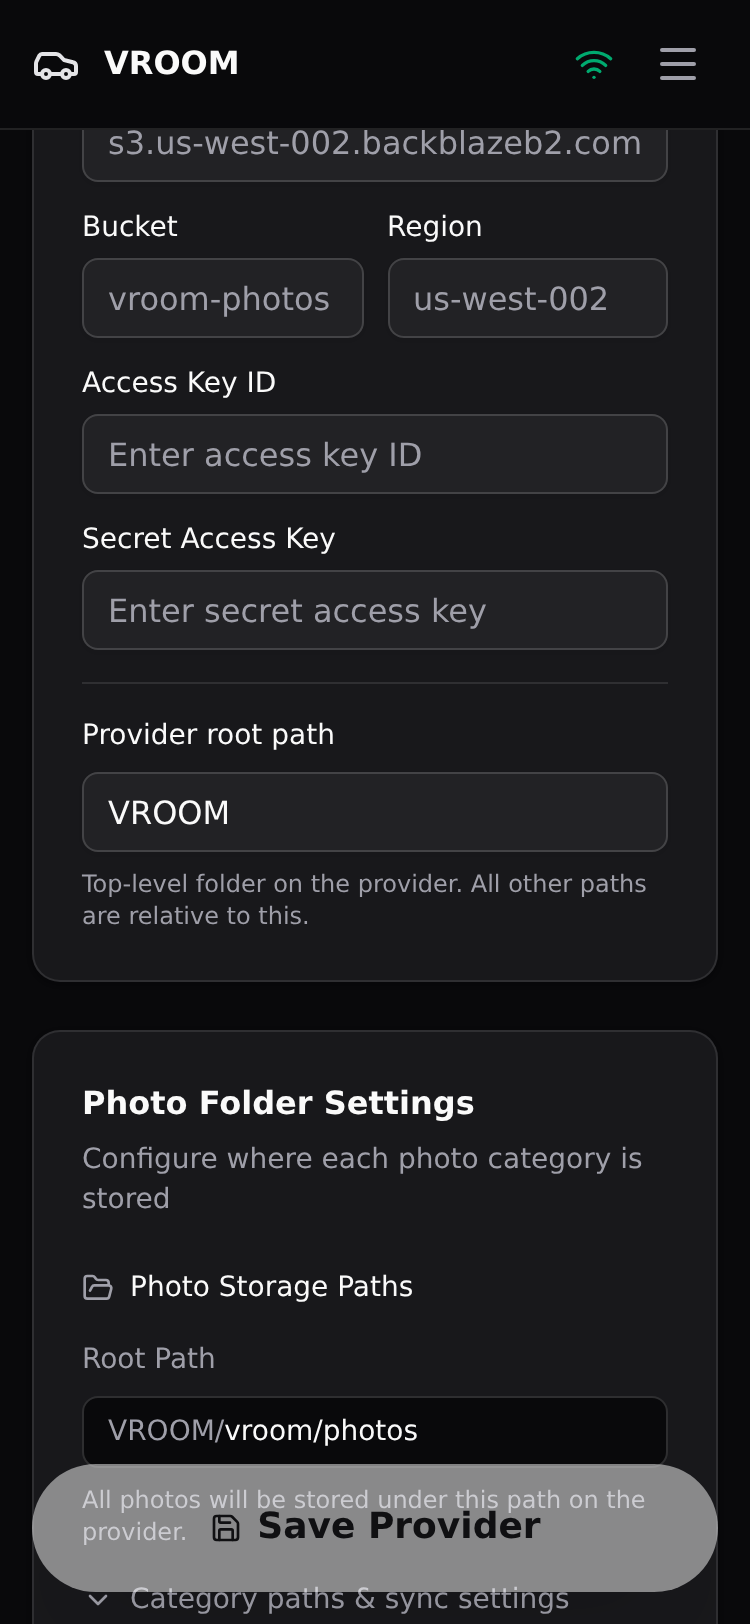 VROOM
s3.us-west-002.backblazeb2.com
Bucket
Region
vroom-photos
us-west-002
Access Key ID
Enter access key ID
Secret Access Key
Enter secret access key
Provider root path
VROOM
Top-level folder on the provider. All other paths
are relative to this.
Photo Folder Settings
Configure where each photo category is
stored
Photo Storage Paths
Root Path
VROOM/vroom/photos
All photos will be stored under this path on the
provider.
Save Provider
Category paths & sync settings